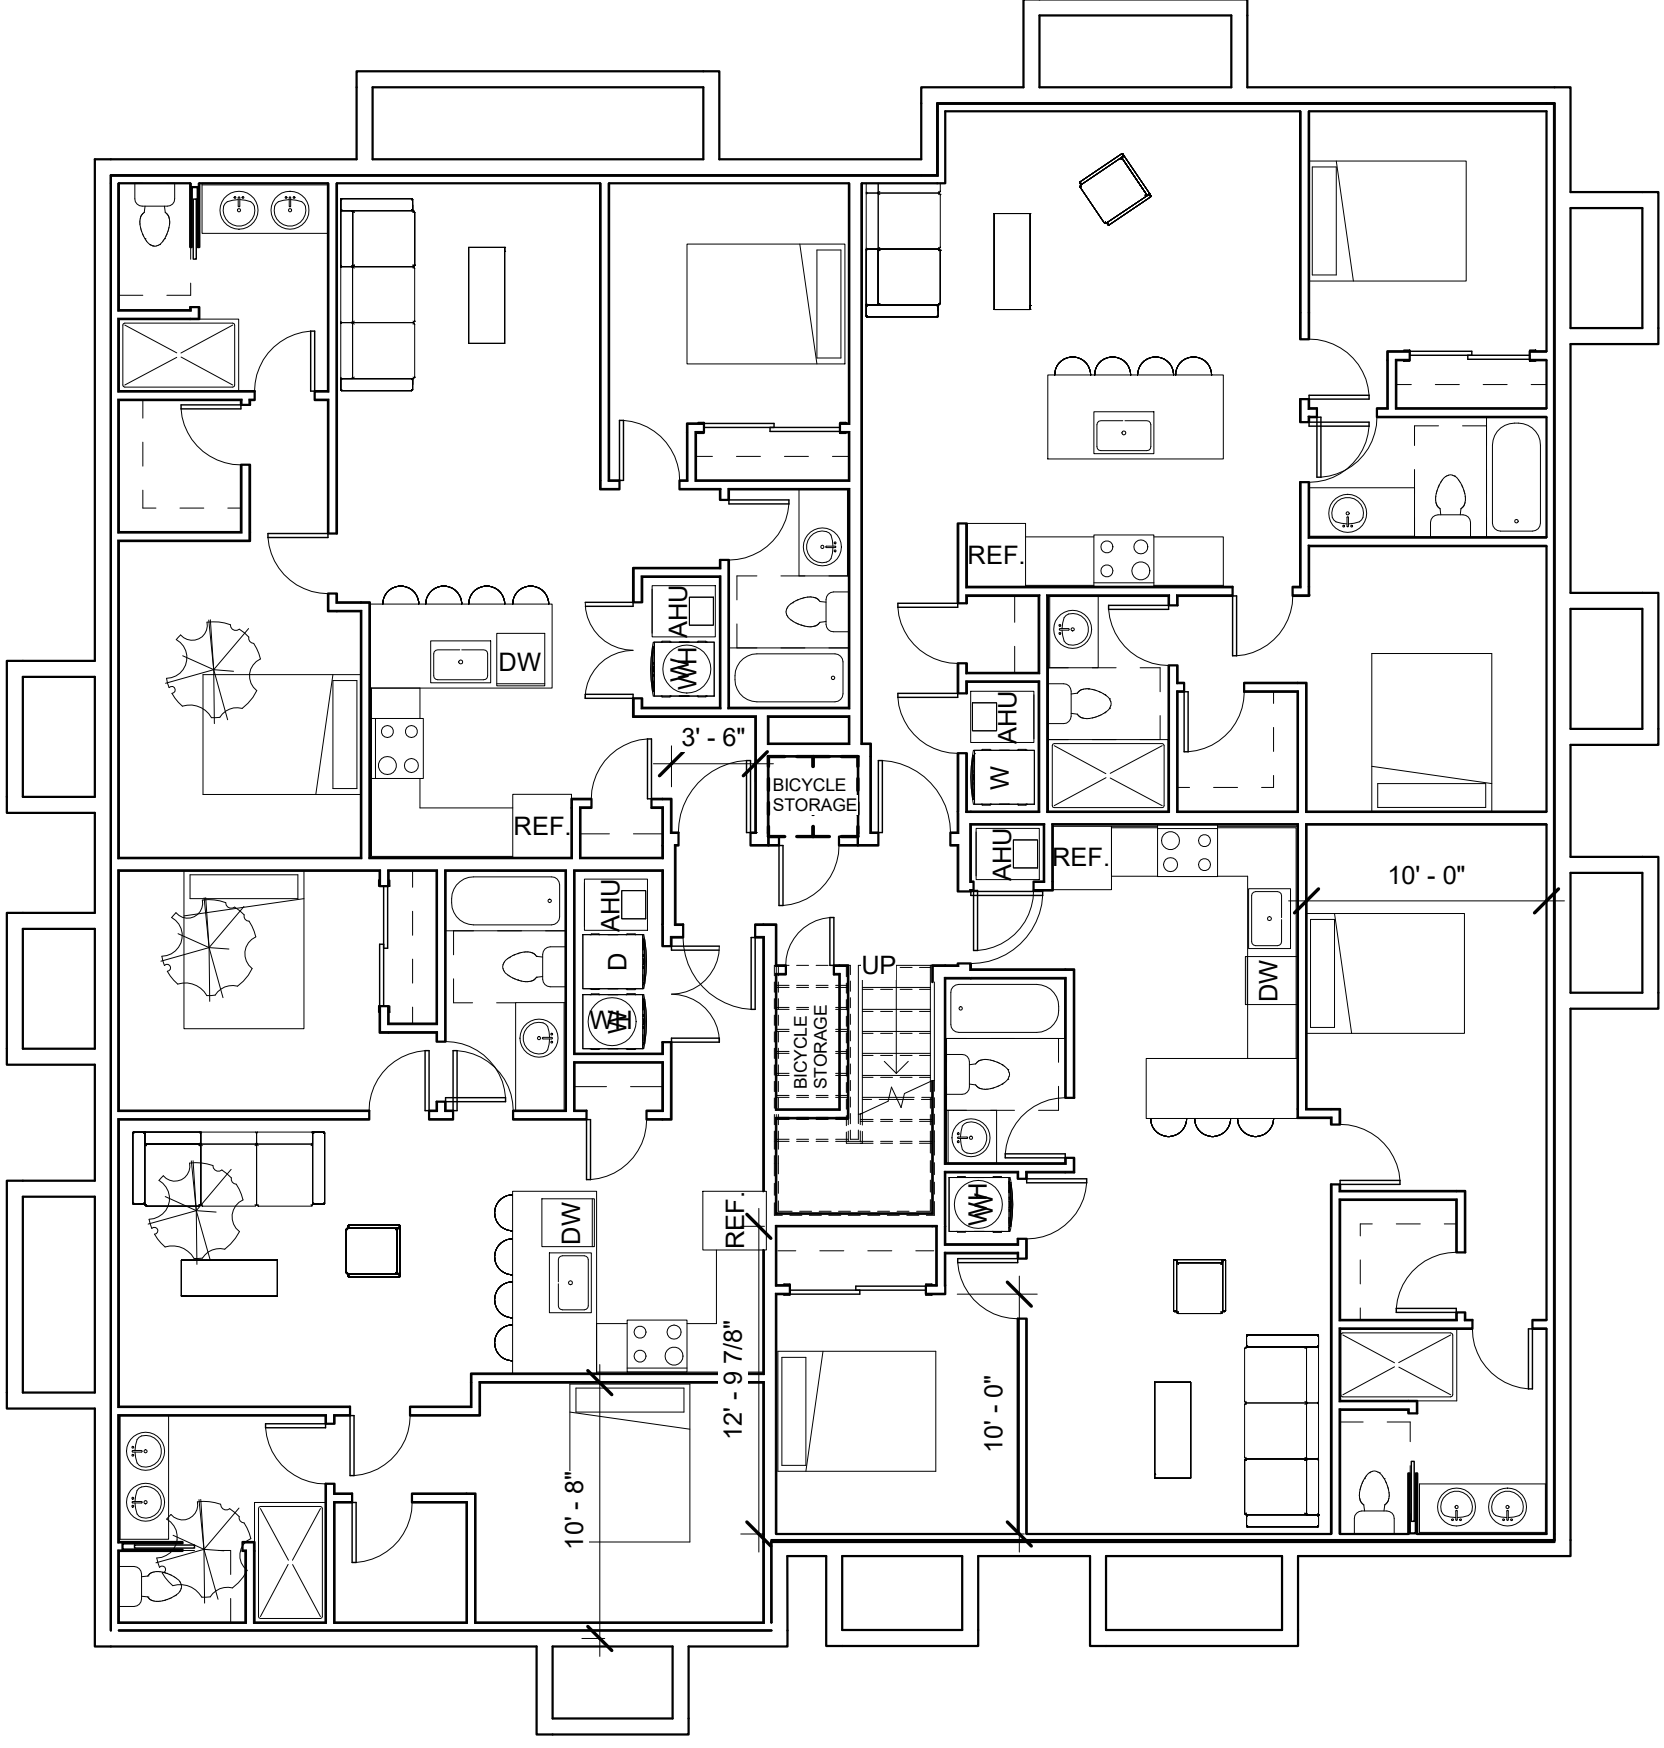 REF.
AHU
DW
WH
AHU
3' - 6"
BICYCLE
STORAGE
W
REF.
AHU
REF.
10' - 0"
AHU
D
WH
UP
DW
BICYCLE
STORAGE
WH
DW
REF.
12' - 9 7/8"
10' - 0"
10' - 8"